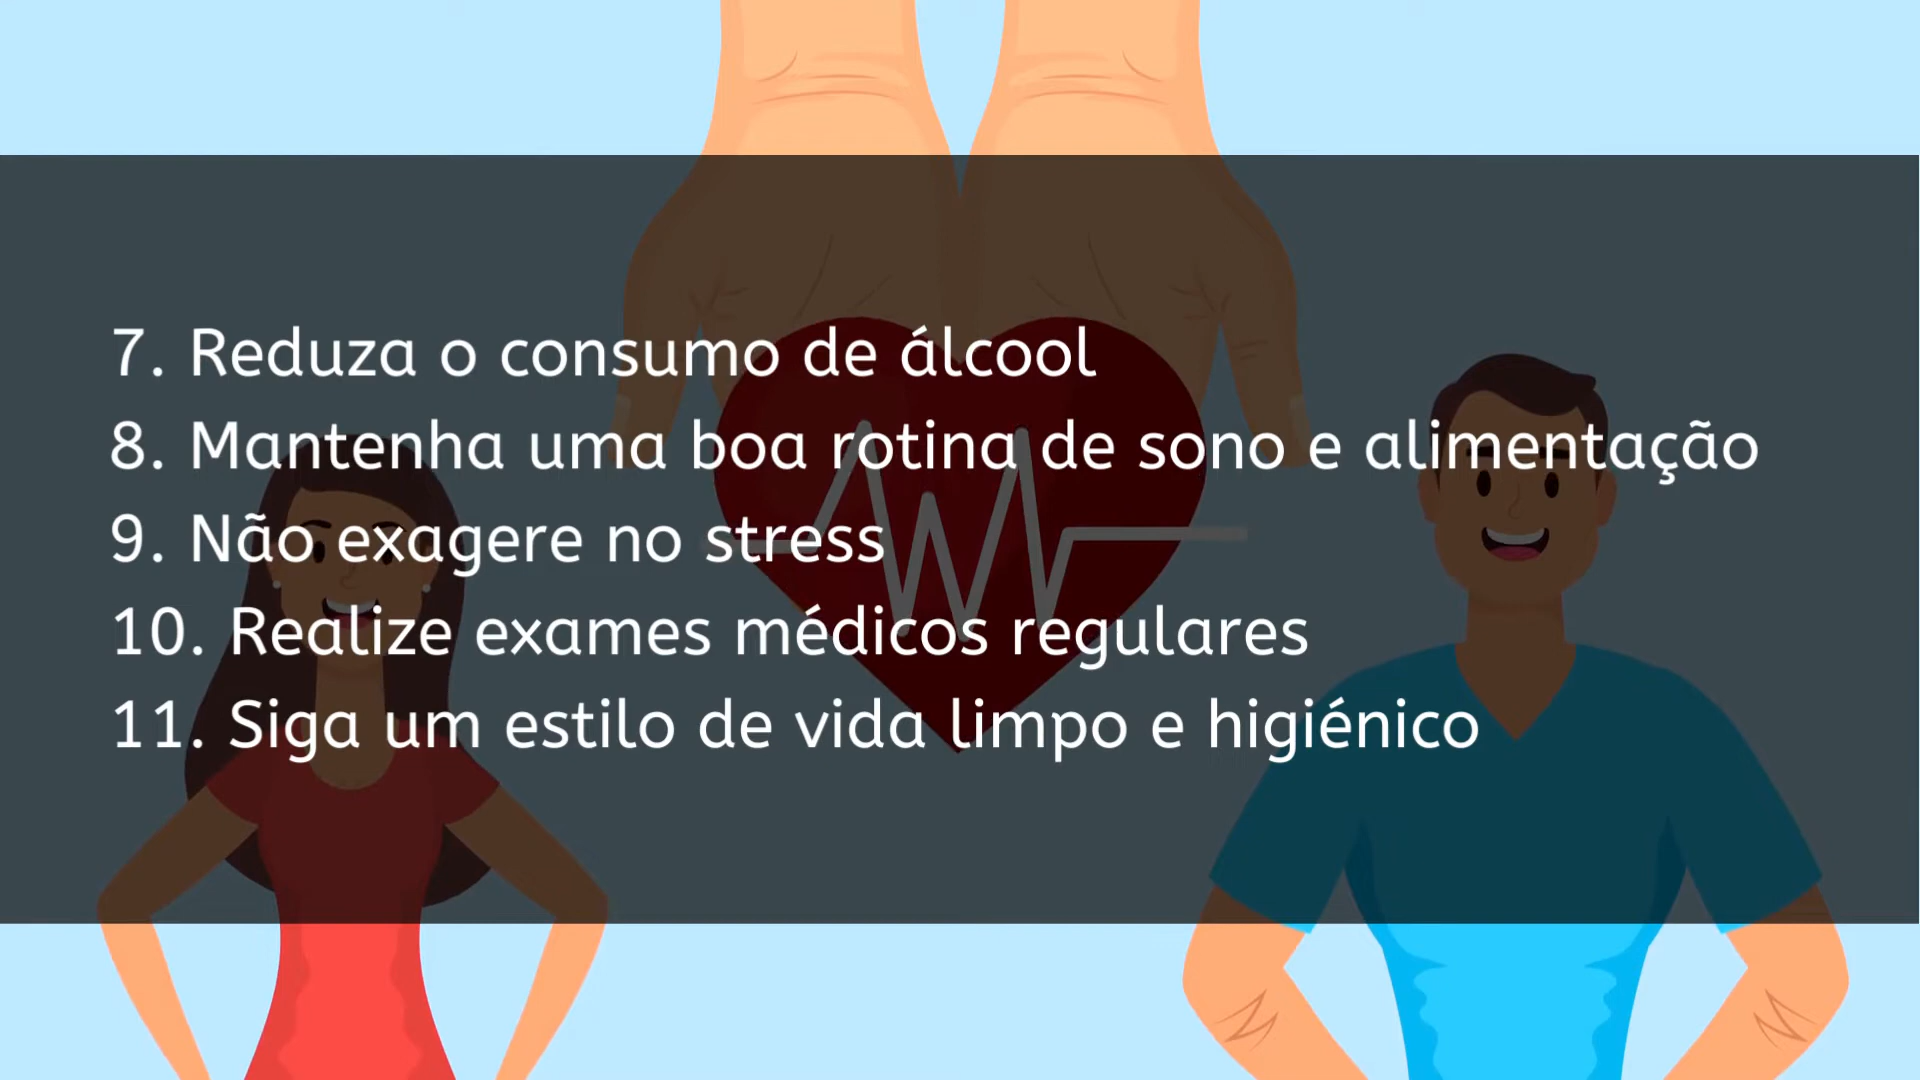 7. Reduza o consumo de álcool
8. Mantenha uma boa rotina de sono e alimentação
9. Não exagere no stress
10. Realize exames médicos regulares
11. Siga um estilo de vida limpo e higiénico